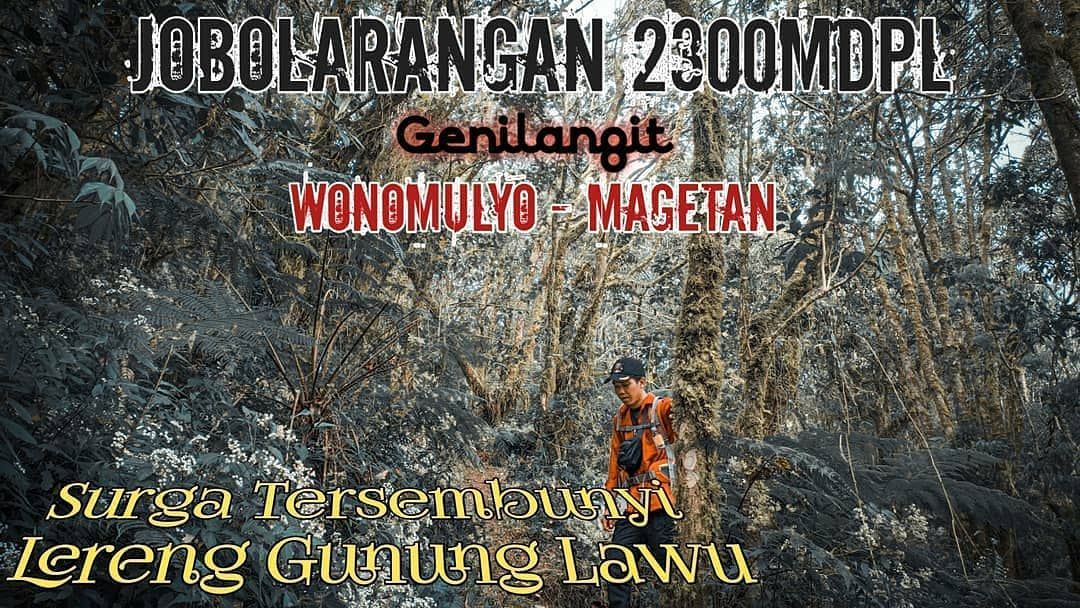 JOBOLARANGAN 2300MDPL
Genilangit
WONOMULYO - MAGETAN
Surga Tersembunyi
Lereng Gunung Lawu